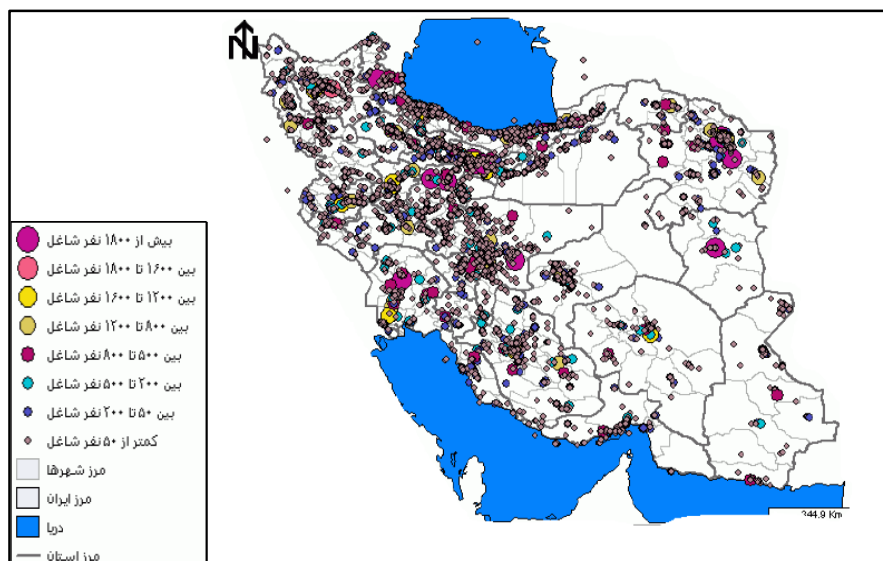 N
بیش از ۱۸۰۰ نفر شاغل
بین ۱۶۰۰ تا ۱۸۰۰ نفر شاغل
بین ۱۲۰۰ تا ۱۶۰۰ نفر شاغل
بین ۸۰۰ تا ۱۲۰۰ نفر شاغل
بین ۵۰۰ تا ۸۰۰ نفر شاغل
بین ۲۰۰ تا ۵۰۰ نفر شاغل
بین ۵۰ تا ۲۰۰ نفر شاغل
کمتر از ۵۰ نفر شاغل
مرز شهرها
مرز ایران
دریا
مرز استان
344.9 Km